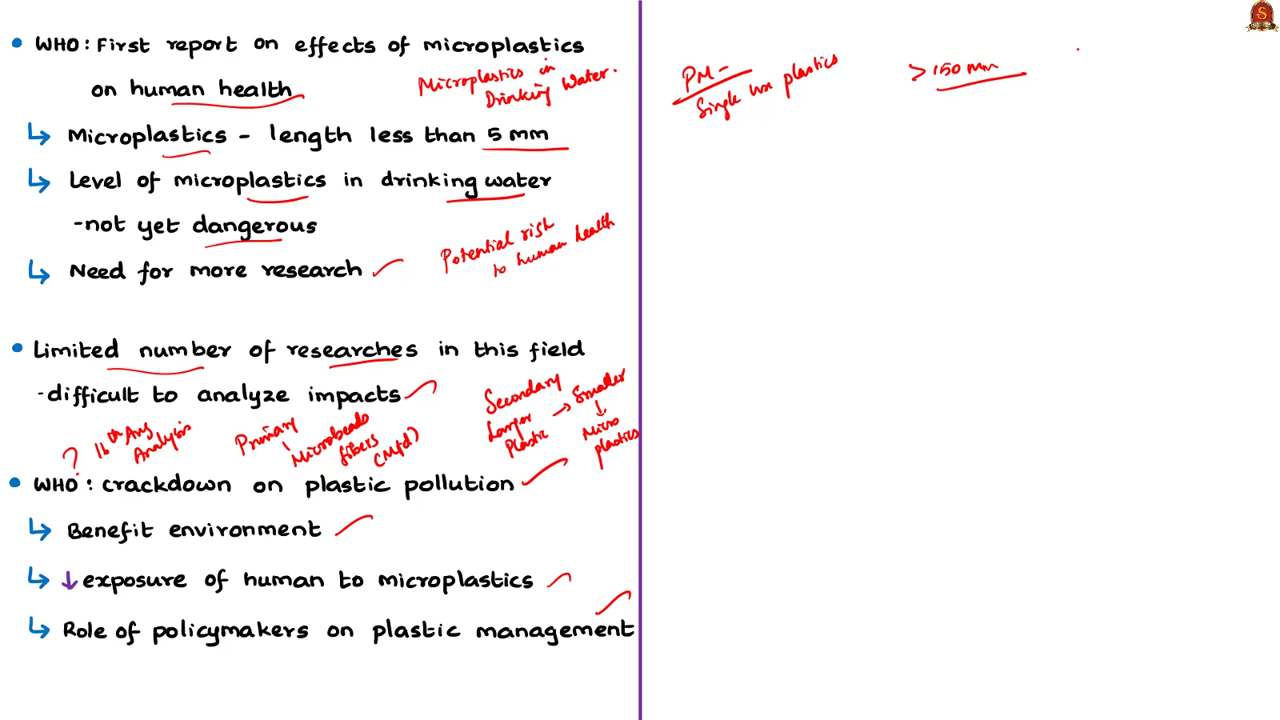 • WHO: First report on effects of microplastics
on human health
Microplastics in
Drinking Water.
↳ Microplastics - length less than 5 mm
↳ Level of microplastics in drinking water
-not yet dangerous
↳ Need for more research
Potential risk
to human health
• Limited number of researches in this field
-difficult to analyze impacts
? 16th Aug
Analysis
Primary
Microbeads
fibers
(Mfd)
Secondary
Larger → Smaller
Plastic ↓
Micro
plastics
• WHO: crackdown on plastic pollution
↳ Benefit environment
↳ ↓ exposure of human to microplastics
↳ Role of policymakers on plastic management
PM -
Single use plastics
> 150
S